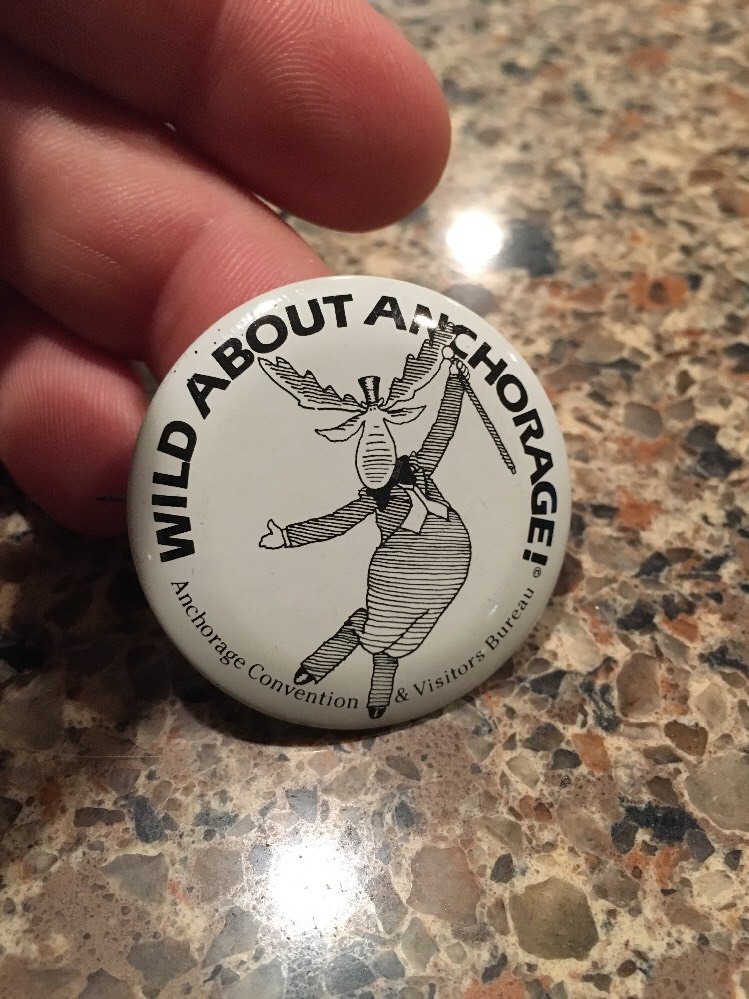 WILD ABOUT ANCHORAGE!®
Anchorage Convention & Visitors Bureau